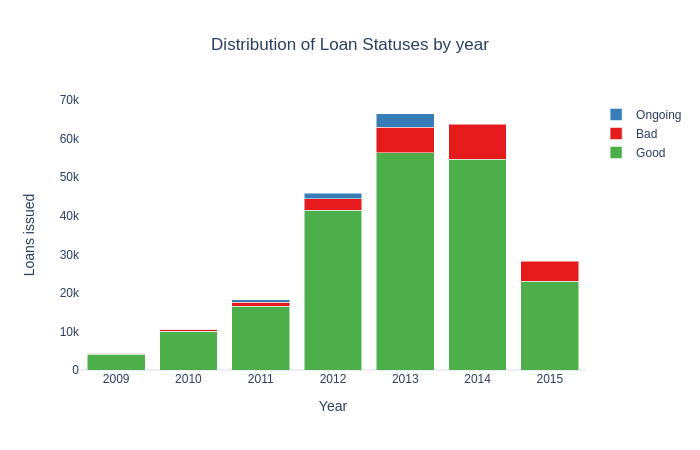 Distribution of Loan Statuses by year
70k
60k
50k
40k
30k
20k
10k
0
Loans issued
2009 2010 2011 2012 2013 2014 2015
Year
Ongoing
Bad
Good